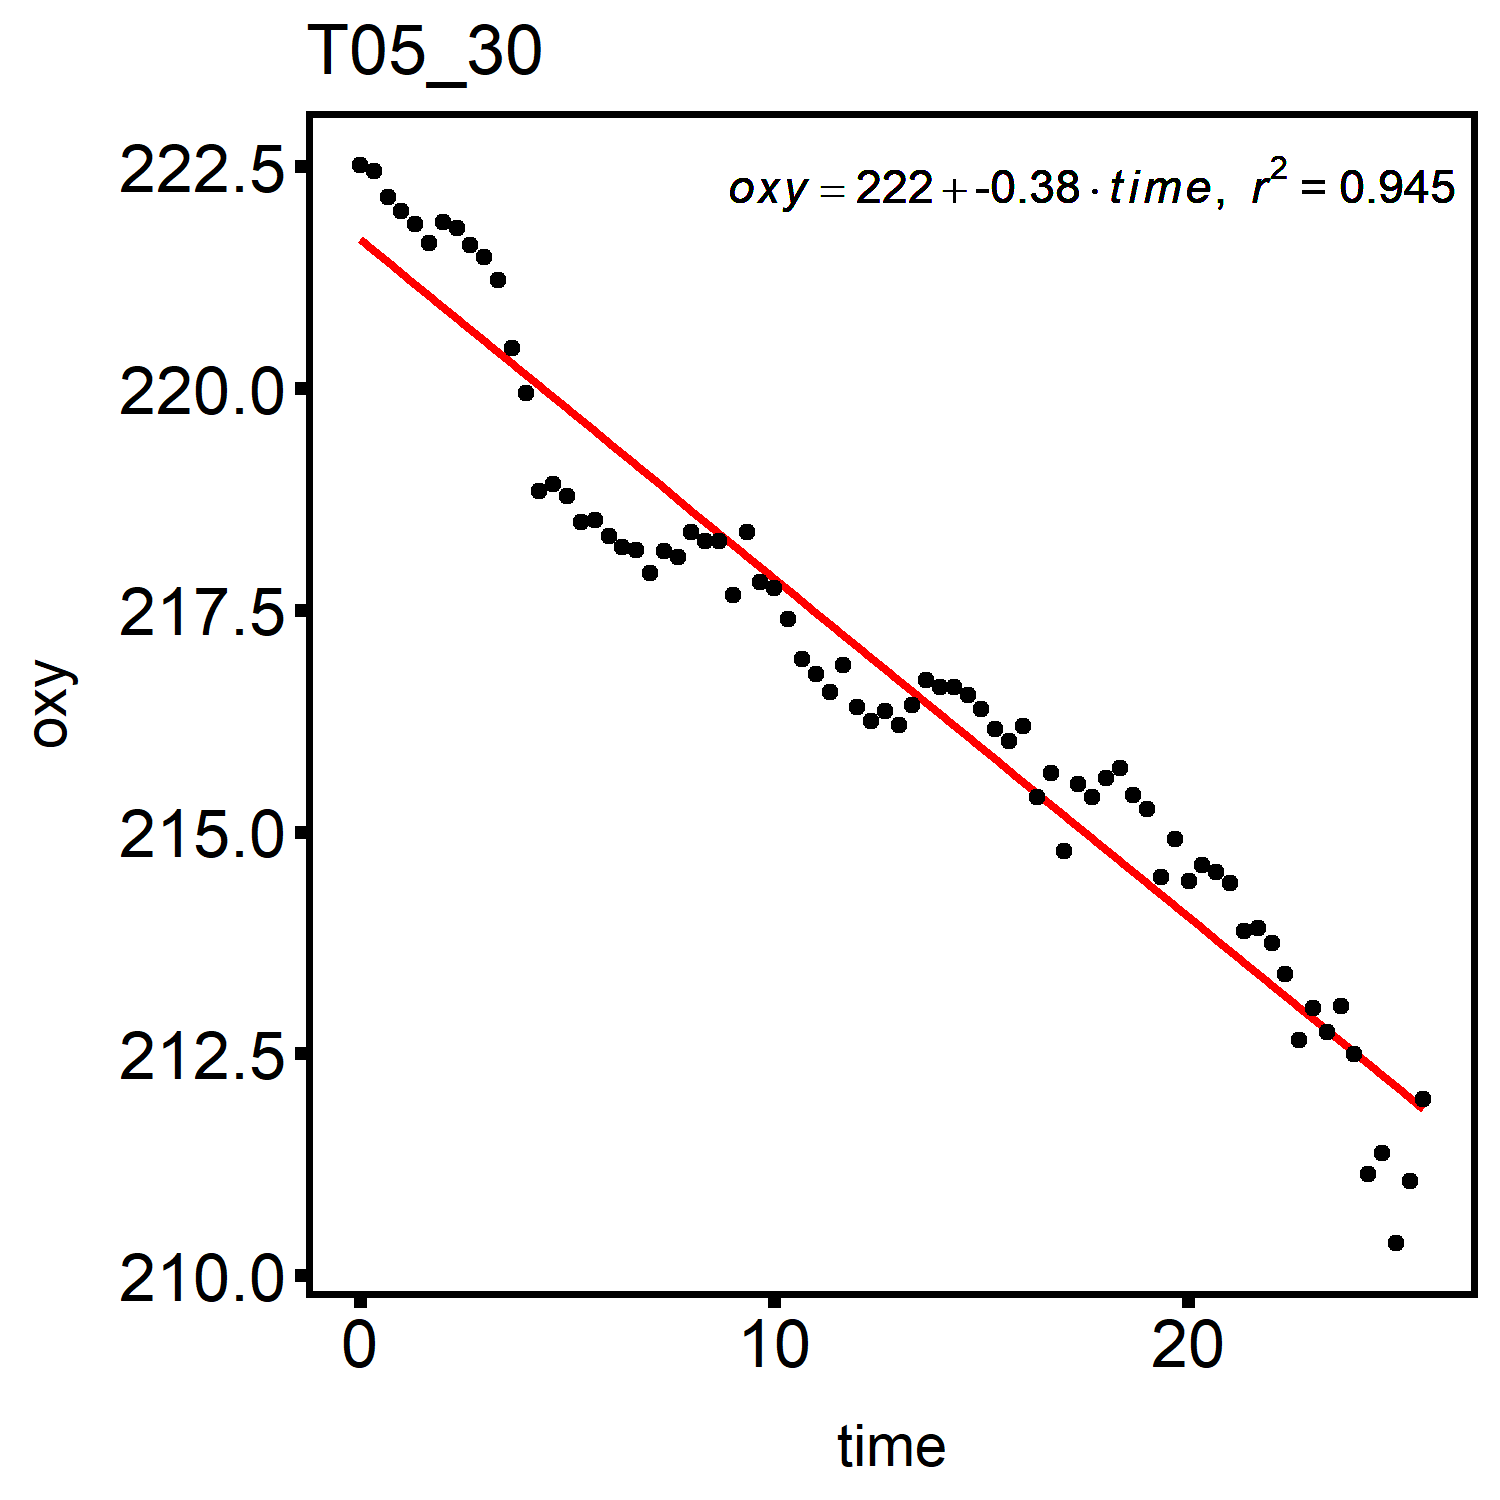 T05_30
oxy = 222 + -0.38 · time, r² = 0.945
222.5
220.0
217.5
215.0
212.5
210.0
oxy
0 10 20
time